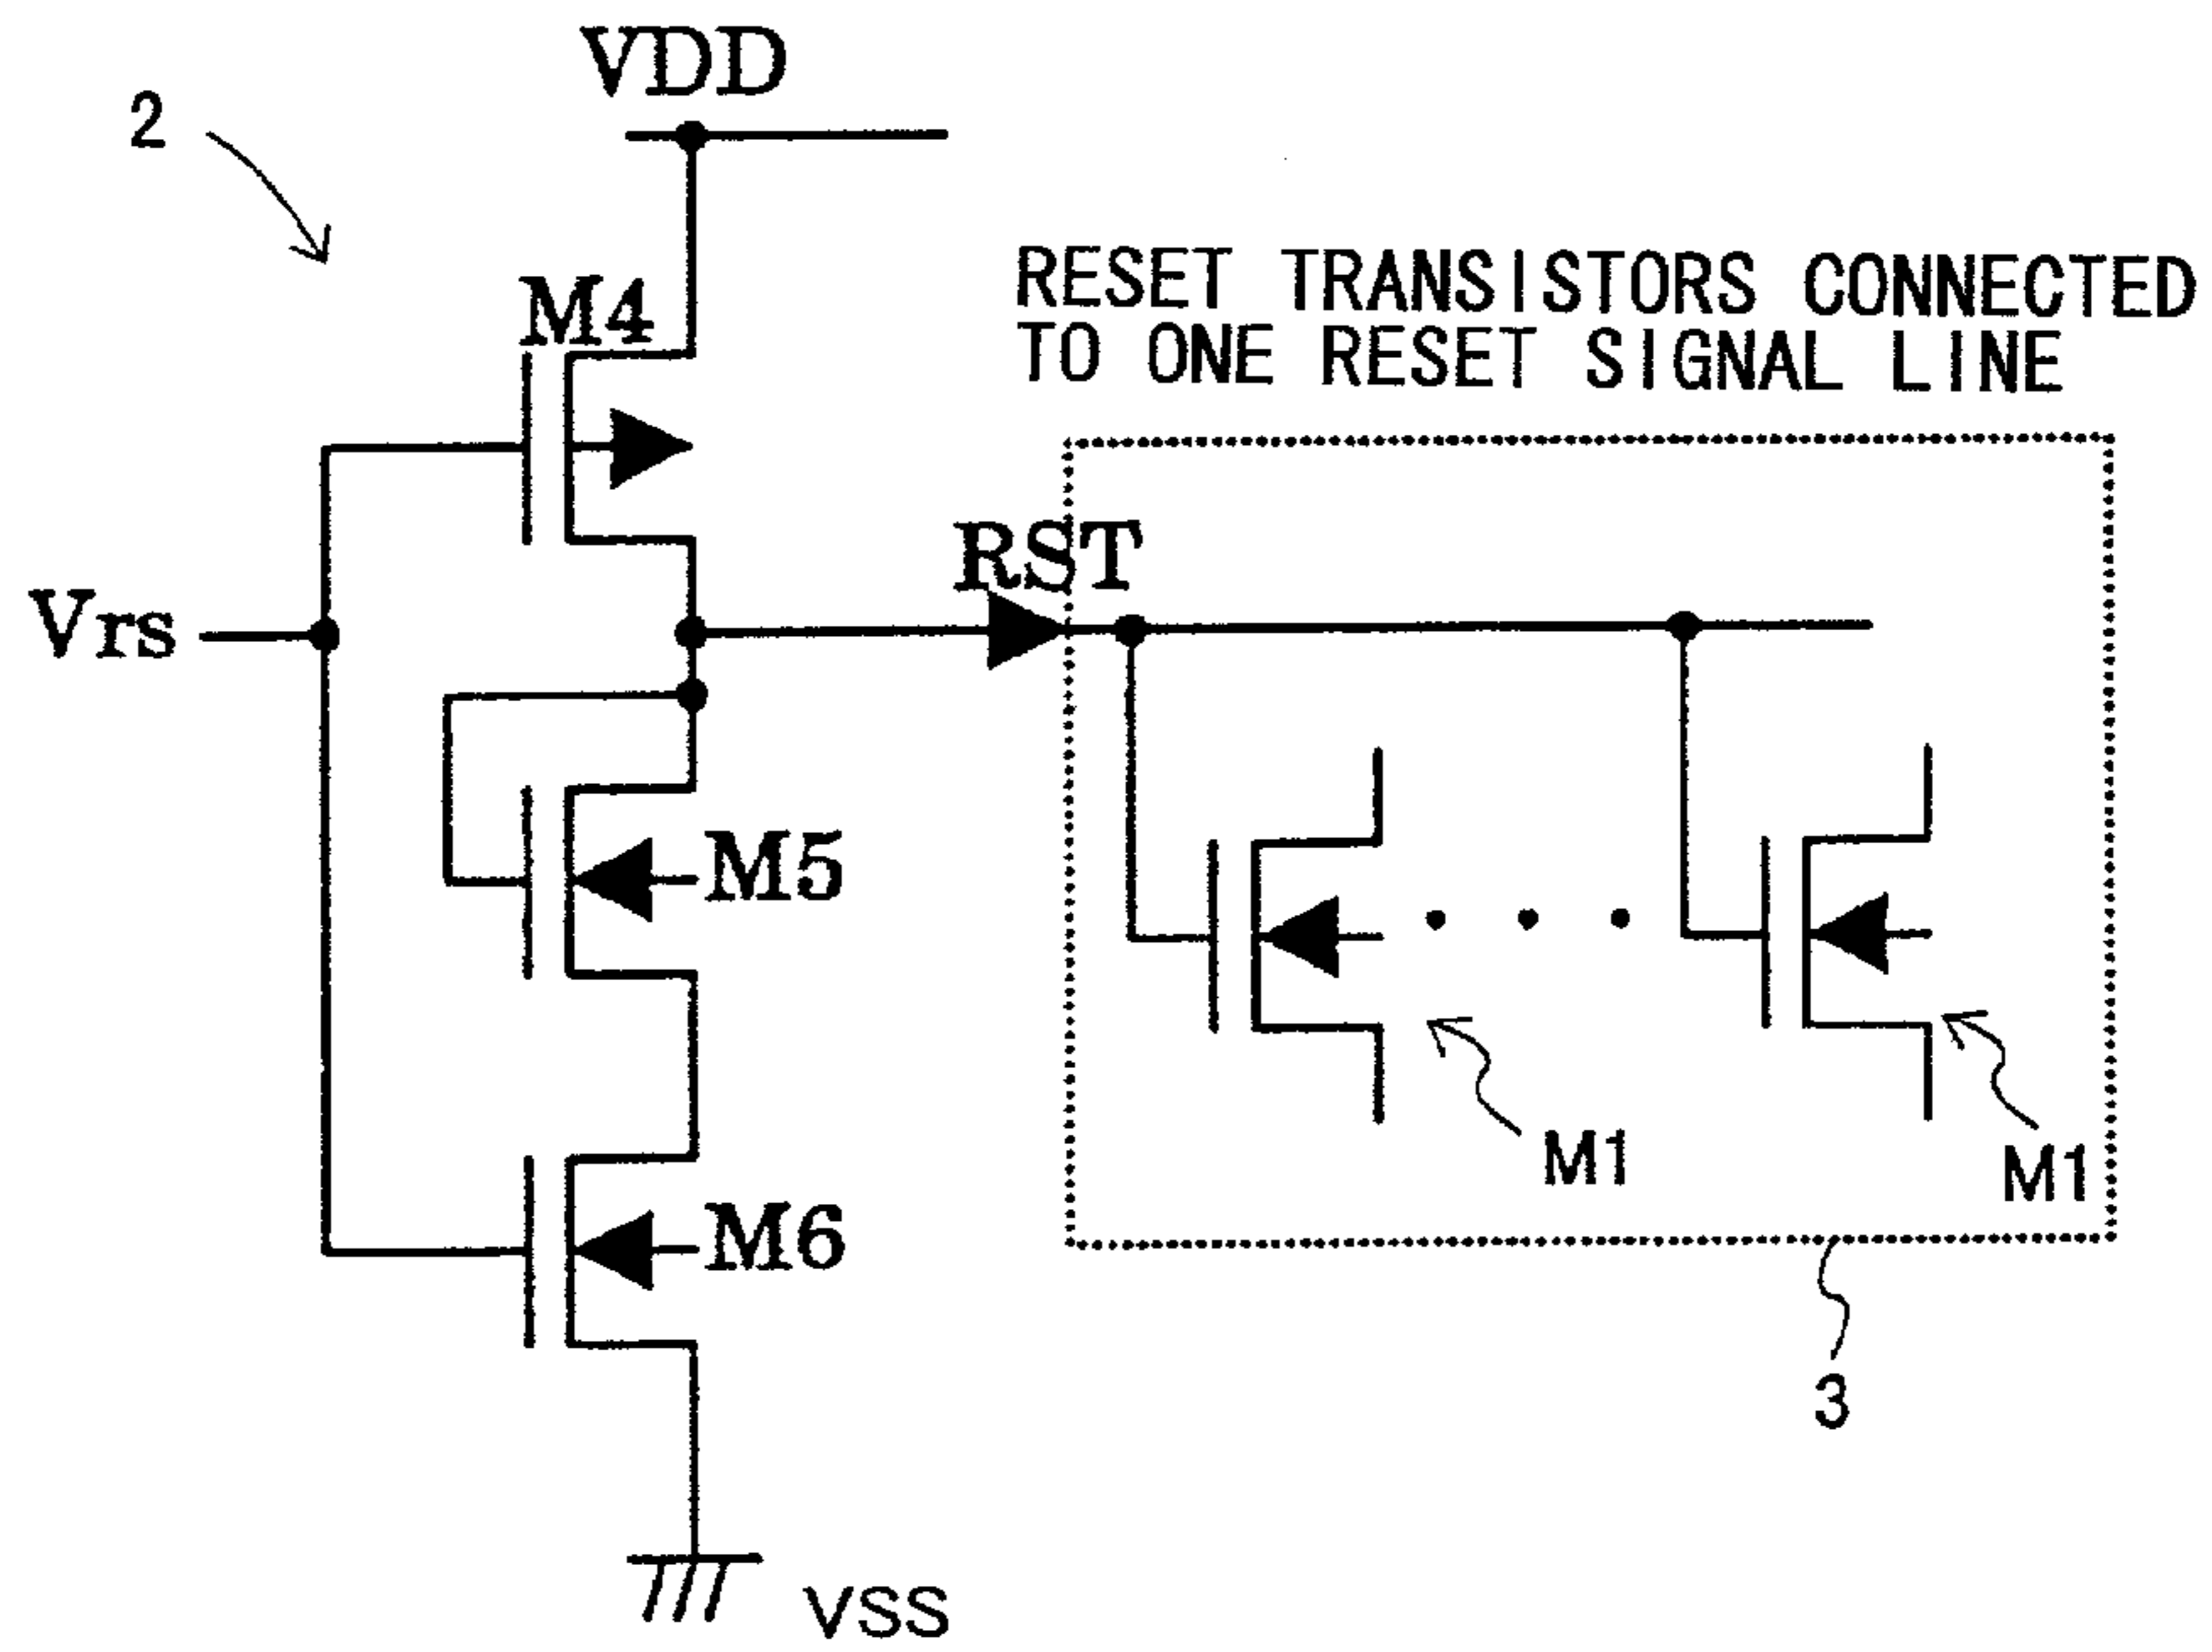 VDD
2
RESET TRANSISTORS CONNECTED
TO ONE RESET SIGNAL LINE
M4
RST
Vrs
M5
M1
M1
M6
3
VSS